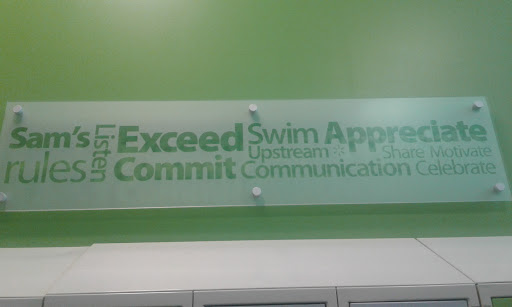 Sam's rules
Listen
Exceed
Commit
Swim Upstream
Appreciate
Share Motivate
Communication Celebrate